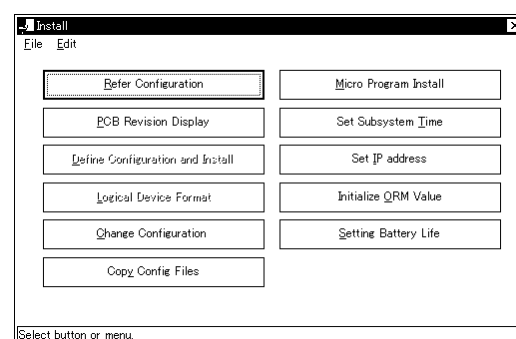 Install
File Edit
Refer Configuration
Micro Program Install
PCB Revision Display
Set Subsystem Time
Define Configuration and Install
Set IP address
Logical Device Format
Initialize ORM Value
Change Configuration
Setting Battery Life
Copy Config Files
Select button or menu.